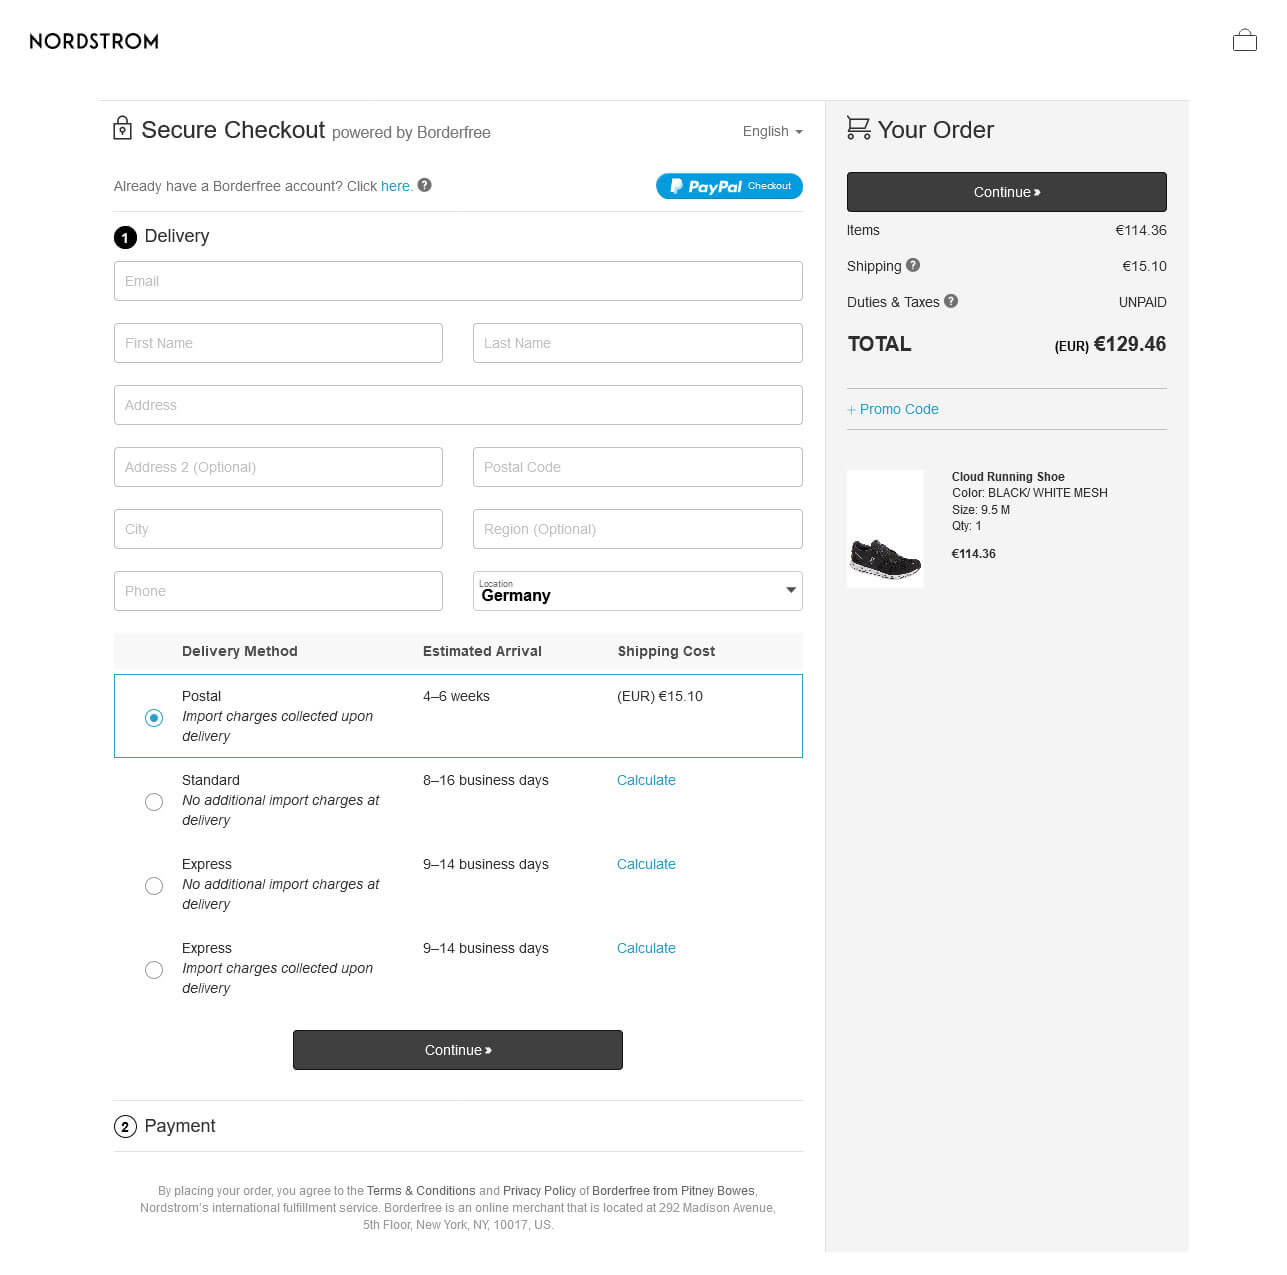 NORDSTROM
Secure Checkout powered by Borderfree
English
Already have a Borderfree account? Click here. ?
PayPal Checkout
1 Delivery
Email
First Name
Last Name
Address
Address 2 (Optional)
Postal Code
City
Region (Optional)
Phone
Location
Germany
Delivery Method Estimated Arrival Shipping Cost
Postal 4–6 weeks (EUR) €15.10
Import charges collected upon
delivery
Standard 8–16 business days Calculate
No additional import charges at
delivery
Express 9–14 business days Calculate
No additional import charges at
delivery
Express 9–14 business days Calculate
Import charges collected upon
delivery
Continue »
2 Payment
By placing your order, you agree to the Terms & Conditions and Privacy Policy of Borderfree from Pitney Bowes,
Nordstrom's international fulfillment service. Borderfree is an online merchant that is located at 292 Madison Avenue,
5th Floor, New York, NY, 10017, US.
Your Order
Continue »
Items €114.36
Shipping ? €15.10
Duties & Taxes ? UNPAID
TOTAL (EUR) €129.46
+ Promo Code
Cloud Running Shoe
Color: BLACK/ WHITE MESH
Size: 9.5 M
Qty: 1
€114.36